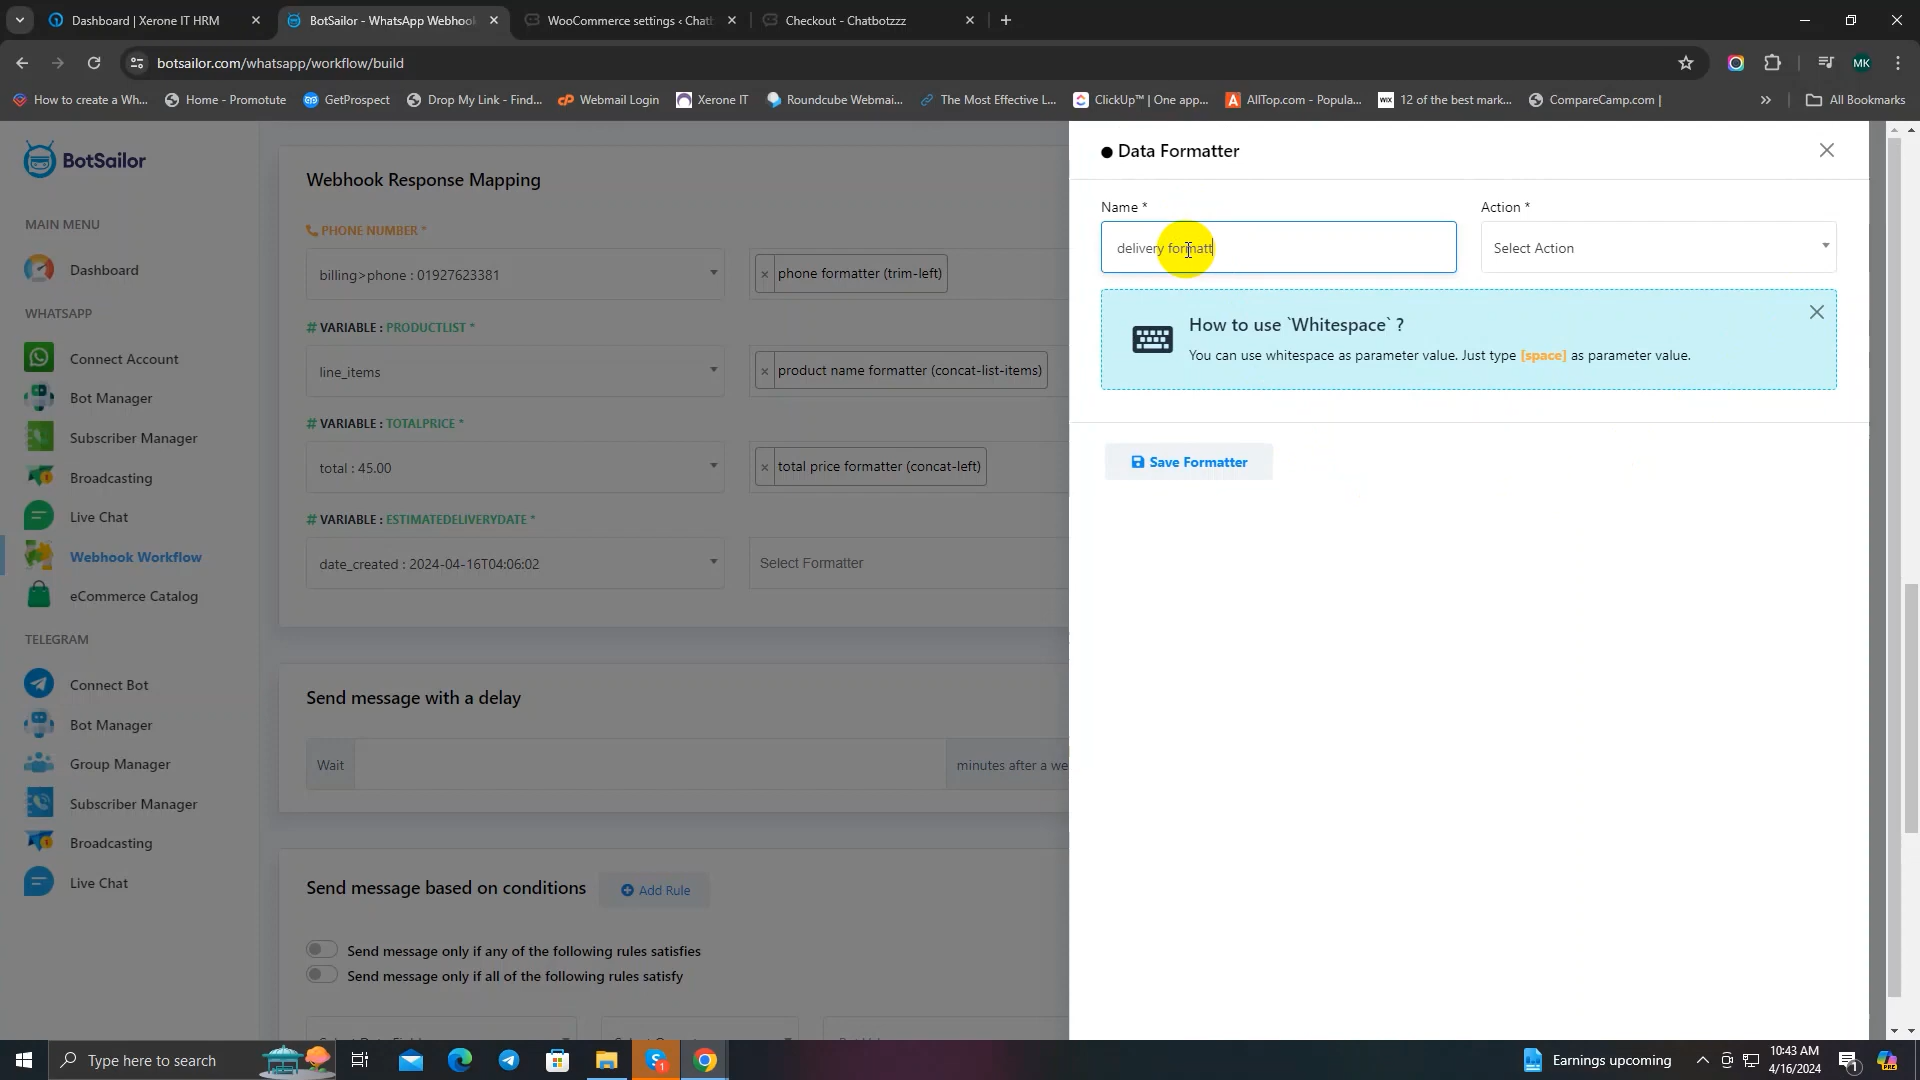 Dashboard | Xerone IT HRM
BotSailor - WhatsApp Webhook
WooCommerce settings ‹ Chatb
Checkout - Chatbotzzz
botsailor.com/whatsapp/workflow/build
MK
How to create a Wh...
Home - Promotute
GetProspect
Drop My Link - Find...
Webmail Login
Xerone IT
Roundcube Webmai...
The Most Effective L...
ClickUp™ | One app...
AllTop.com - Popula...
12 of the best mark...
CompareCamp.com |
All Bookmarks
BotSailor
MAIN MENU
Dashboard
WHATSAPP
Connect Account
Bot Manager
Subscriber Manager
Broadcasting
Live Chat
Webhook Workflow
eCommerce Catalog
TELEGRAM
Connect Bot
Bot Manager
Group Manager
Subscriber Manager
Broadcasting
Live Chat
Webhook Response Mapping
PHONE NUMBER *
billing>phone : 01927623381
× phone formatter (trim-left)
# VARIABLE : PRODUCTLIST *
line_items
× product name formatter (concat-list-items)
# VARIABLE : TOTALPRICE *
total : 45.00
× total price formatter (concat-left)
# VARIABLE : ESTIMATEDELIVERYDATE *
date_created : 2024-04-16T04:06:02
Select Formatter
Send message with a delay
Wait
minutes after a we
Send message based on conditions
Add Rule
Send message only if any of the following rules satisfies
Send message only if all of the following rules satisfy
Data Formatter
Name *
delivery formatt
Action *
Select Action
How to use `Whitespace` ?
You can use whitespace as parameter value. Just type [space] as parameter value.
Save Formatter
Type here to search
Earnings upcoming
10:43 AM
4/16/2024